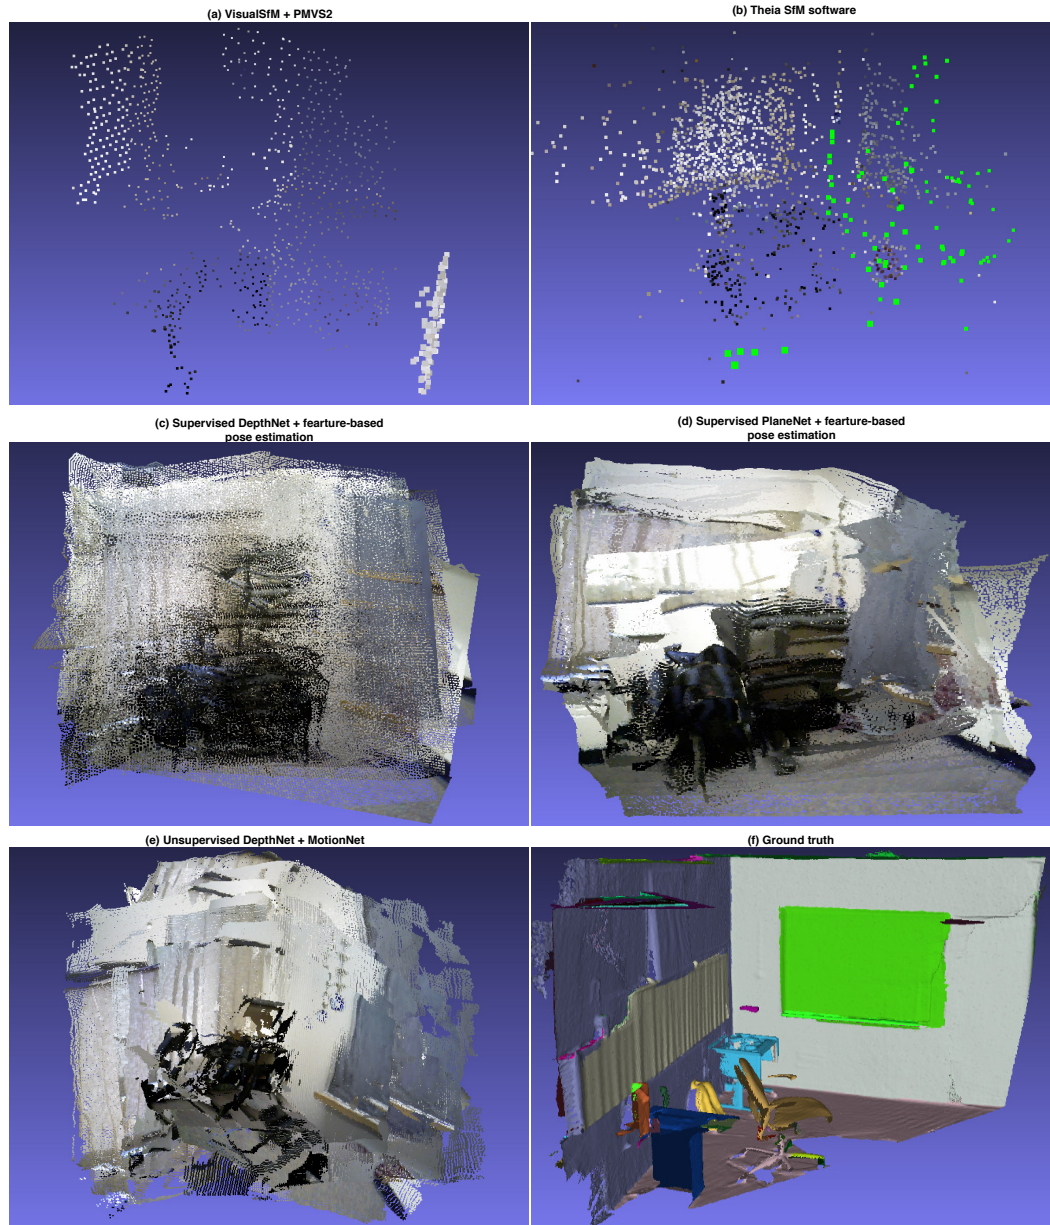 (a) VisualSfM + PMVS2
(b) Theia SfM software
(c) Supervised DepthNet + fearture-based
pose estimation
(d) Supervised PlaneNet + fearture-based
pose estimation
(e) Unsupervised DepthNet + MotionNet
(f) Ground truth